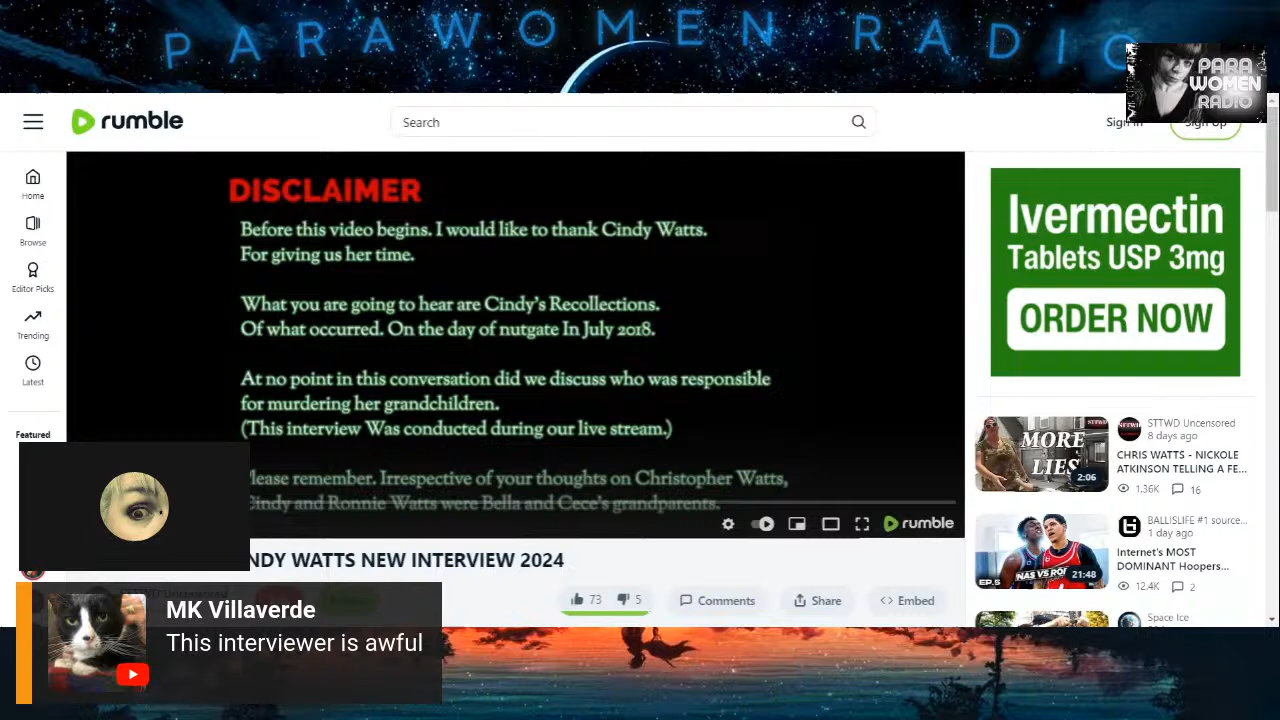 PARAWOMEN RADIO
PARA
WOMEN
RADIO
rumble
Search
Sign In
Sign Up
Home
Browse
Editor Picks
Trending
Latest
Featured
DISCLAIMER
Before this video begins. I would like to thank Cindy Watts.
For giving us her time.
What you are going to hear are Cindy's Recollections.
Of what occurred. On the day of nutgate In July 2018.
At no point in this conversation did we discuss who was responsible
for murdering her grandchildren.
(This interview Was conducted during our live stream.)
Please remember. Irrespective of your thoughts on Christopher Watts,
Cindy and Ronnie Watts were Bella and Cece's grandparents.
rumble
NDY WATTS NEW INTERVIEW 2024
73
5
Comments
Share
Embed
Ivermectin
Tablets USP 3mg
ORDER NOW
MORE
LIES
2:06
STTWD Uncensored
8 days ago
CHRIS WATTS - NICKOLE
ATKINSON TELLING A FE...
1.36K 16
EP.5
21:48
BALLISLIFE #1 source...
1 day ago
Internet's MOST
DOMINANT Hoopers...
12.4K 2
Space Ice
MK Villaverde
This interviewer is awful